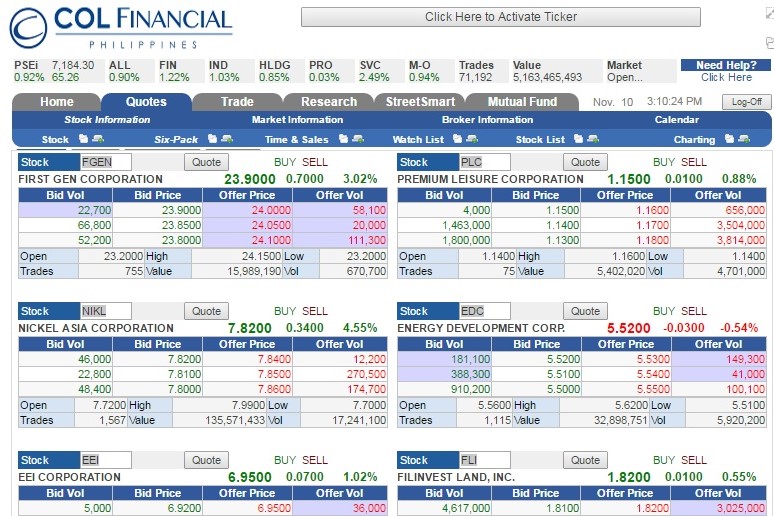 COL FINANCIAL
PHILIPPINES
Click Here to Activate Ticker
PSEi 7,184.30 ALL FIN IND HLDG PRO SVC M-O Trades Value Market Need Help?
0.92% 65.26 0.90% 1.22% 1.03% 0.85% 0.03% 2.49% 0.94% 71,192 5,163,465,493 Open... Click Here
Home Quotes Trade Research StreetSmart Mutual Fund Nov. 10 3:10:24 PM Log-Off
Stock Information Market Information Broker Information Calendar
Stock Six-Pack Time & Sales Watch List Stock List Charting
Stock FGEN Quote BUY SELL
FIRST GEN CORPORATION 23.9000 0.7000 3.02%
Bid Vol Bid Price Offer Price Offer Vol
22,700 23.9000 24.0000 58,100
66,800 23.8500 24.0500 20,000
52,200 23.8000 24.1000 111,300
Open 23.2000 High 24.1500 Low 23.2000
Trades 755 Value 15,989,190 Vol 670,700
Stock PLC Quote BUY SELL
PREMIUM LEISURE CORPORATION 1.1500 0.0100 0.88%
Bid Vol Bid Price Offer Price Offer Vol
4,000 1.1500 1.1600 656,000
1,463,000 1.1400 1.1700 3,504,000
1,800,000 1.1300 1.1800 3,814,000
Open 1.1400 High 1.1600 Low 1.1400
Trades 75 Value 5,402,020 Vol 4,701,000
Stock NIKL Quote BUY SELL
NICKEL ASIA CORPORATION 7.8200 0.3400 4.55%
Bid Vol Bid Price Offer Price Offer Vol
46,000 7.8200 7.8400 12,200
22,800 7.8100 7.8500 270,500
48,400 7.8000 7.8600 174,700
Open 7.7200 High 7.9900 Low 7.7000
Trades 1,567 Value 135,571,433 Vol 17,241,100
Stock EDC Quote BUY SELL
ENERGY DEVELOPMENT CORP. 5.5200 -0.0300 -0.54%
Bid Vol Bid Price Offer Price Offer Vol
181,100 5.5200 5.5300 149,300
388,300 5.5100 5.5400 41,000
910,200 5.5000 5.5500 100,100
Open 5.5600 High 5.6200 Low 5.5100
Trades 1,115 Value 32,898,751 Vol 5,920,200
Stock EEI Quote BUY SELL
EEI CORPORATION 6.9500 0.0700 1.02%
Bid Vol Bid Price Offer Price Offer Vol
5,000 6.9200 6.9500 36,000
Stock FLI Quote BUY SELL
FILINVEST LAND, INC. 1.8200 0.0100 0.55%
Bid Vol Bid Price Offer Price Offer Vol
4,617,000 1.8100 1.8200 3,025,000